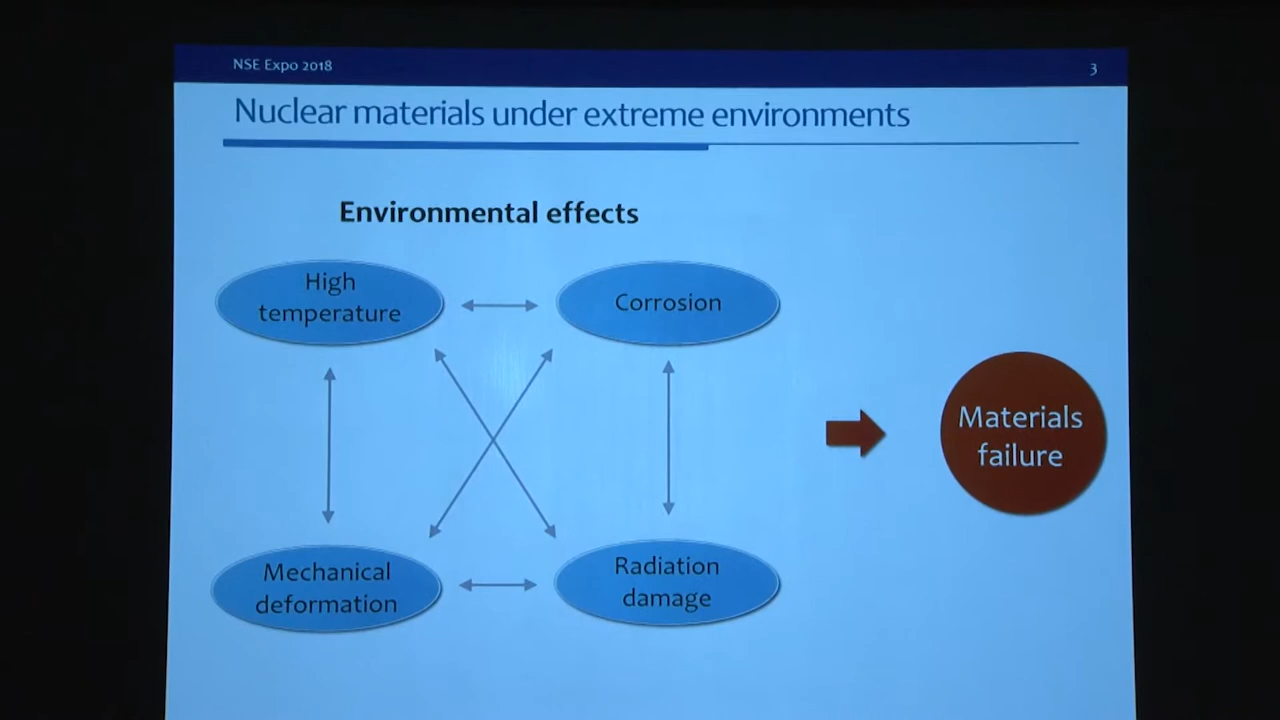 NSE Expo 2018
3
Nuclear materials under extreme environments
Environmental effects
High
temperature
Corrosion
Materials
failure
Mechanical
deformation
Radiation
damage